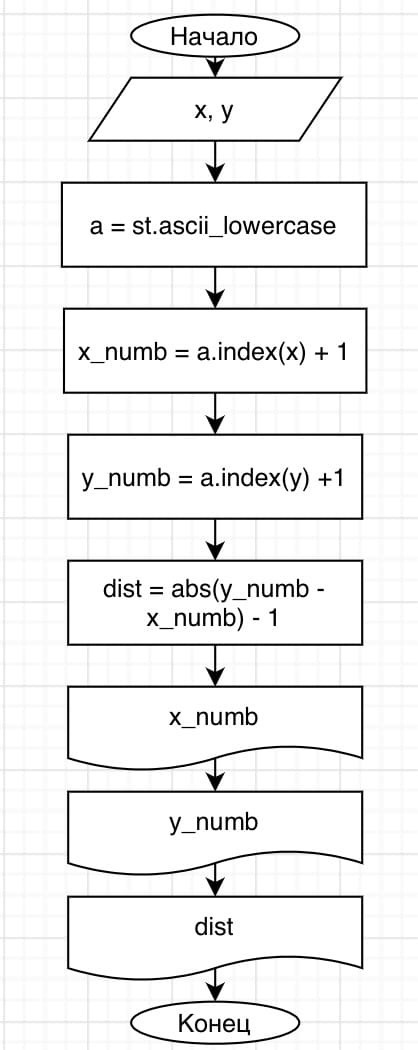 Начало
x, y
a = st.ascii_lowercase
x_numb = a.index(x) + 1
y_numb = a.index(y) +1
dist = abs(y_numb -
x_numb) - 1
x_numb
y_numb
dist
Конец